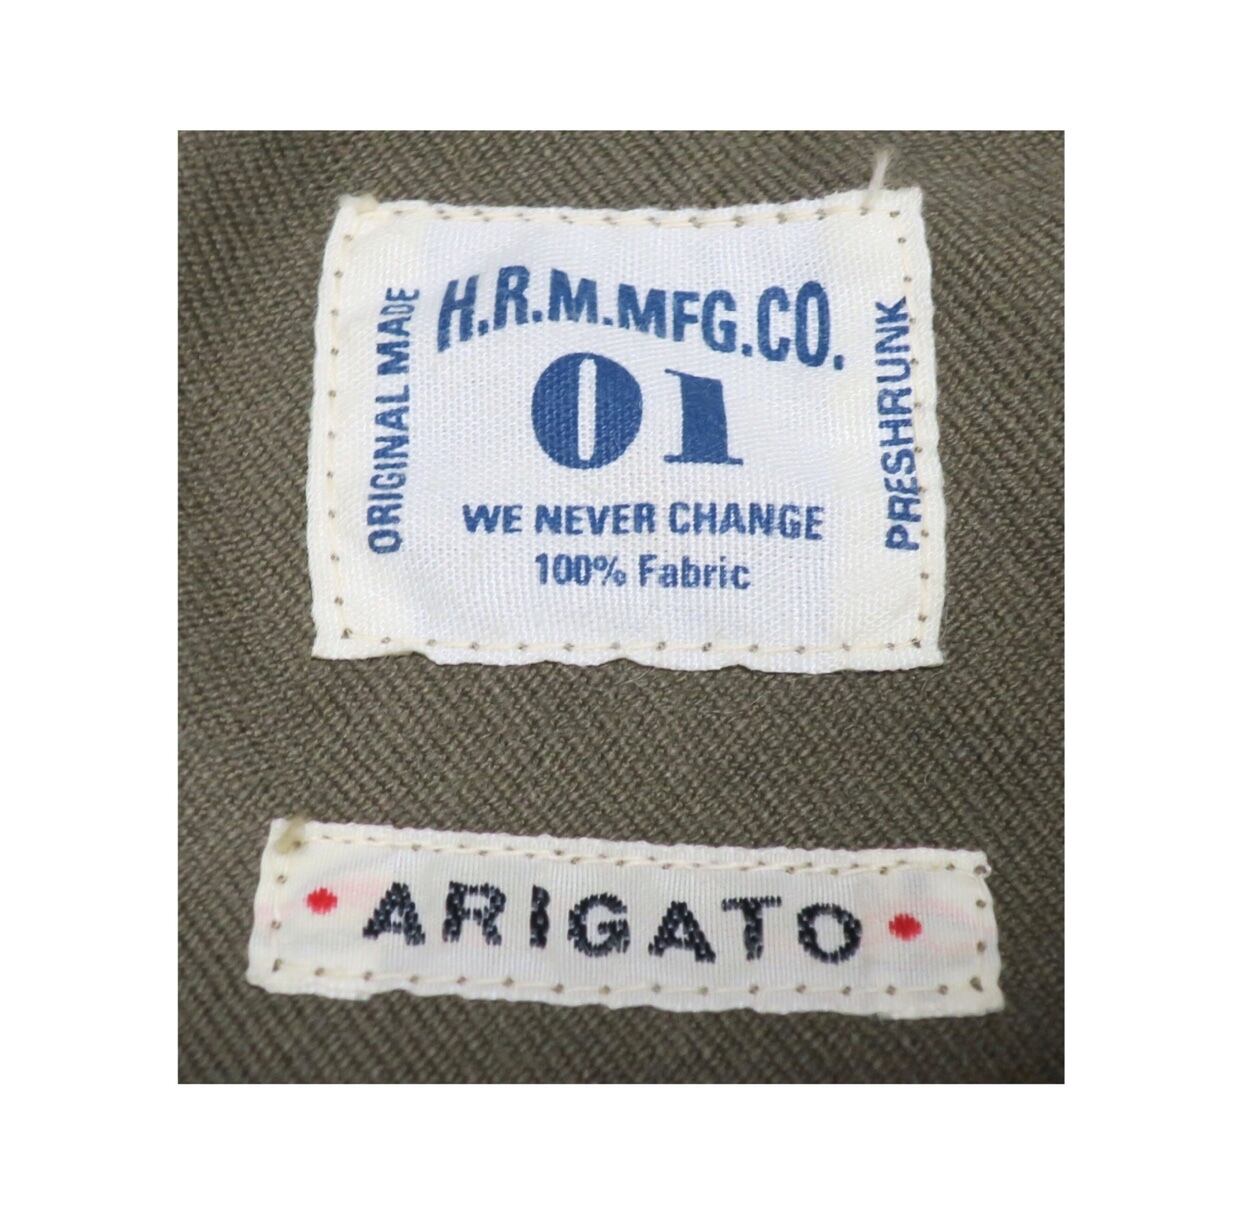 H.R.M.MFG.CO.
ORIGINAL MADE
01
PRESHRUNK
WE NEVER CHANGE
100% Fabric
ARIGATO